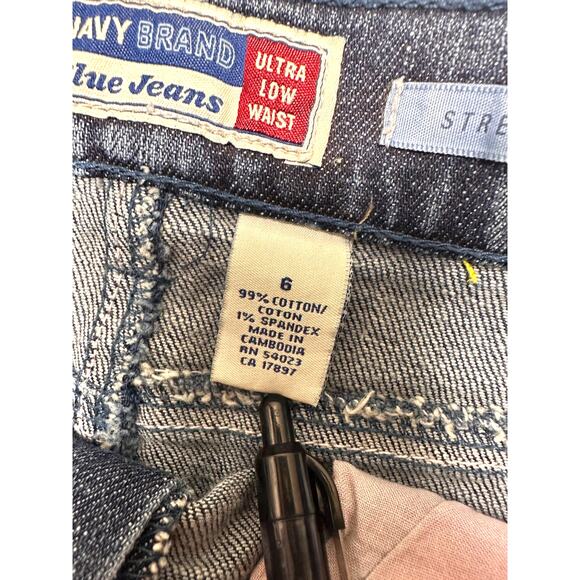 NAVY BRAND
Blue Jeans
ULTRA
LOW
WAIST
STRE
6
99% COTTON/
COTON
1% SPANDEX
MADE IN
CAMBODIA
RN 54023
CA 17897